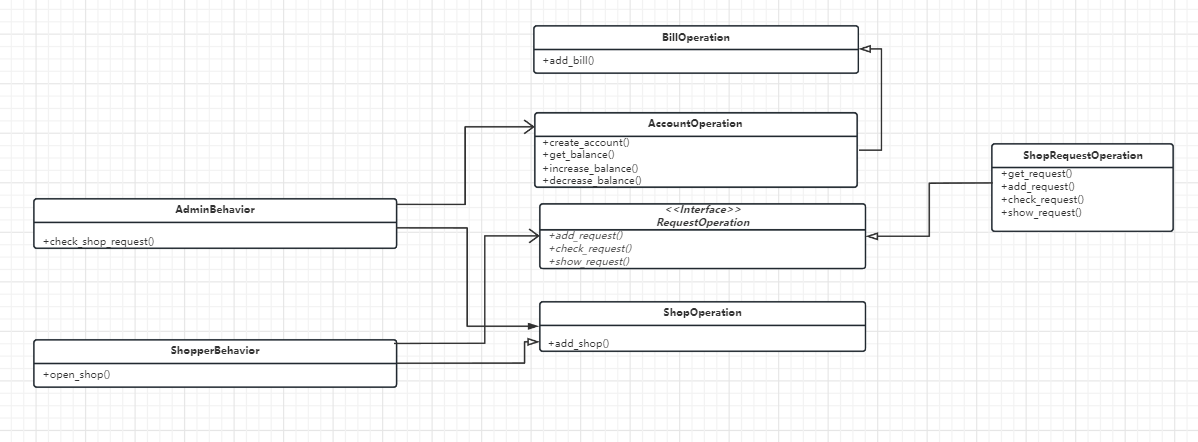 BillOperation
+add_bill()
AccountOperation
+create_account()
+get_balance()
+increase_balance()
+decrease_balance()
ShopRequestOperation
+get_request()
+add_request()
+check_request()
+show_request()
AdminBehavior
+check_shop_request()
<<Interface>>
RequestOperation
+add_request()
+check_request()
+show_request()
ShopOperation
+add_shop()
ShopperBehavior
+open_shop()